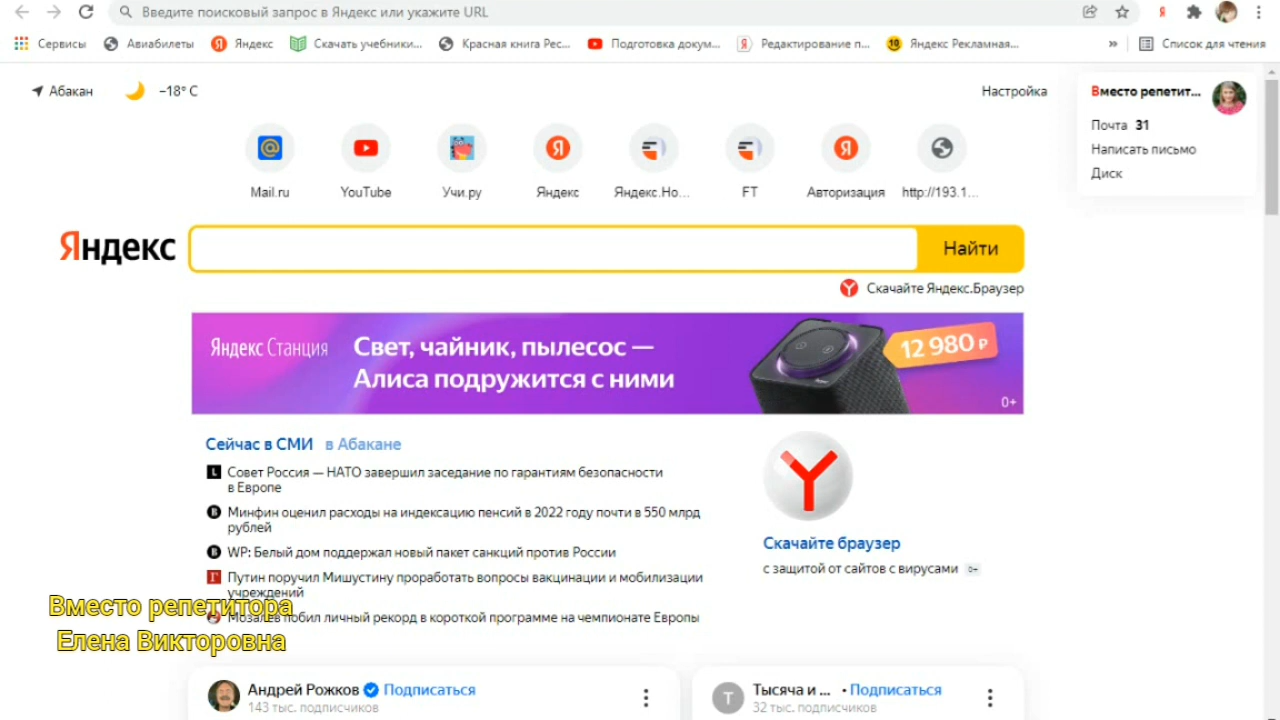 Введите поисковый запрос в Яндекс или укажите URL
Сервисы Авиабилеты Яндекс Скачать учебники... Красная книга Рес... Подготовка докум... Редактирование п... Яндекс Рекламная... » Список для чтения
Абакан −18° C Настройка
Вместо репетит...
Почта 31
Написать письмо
Диск
Mail.ru YouTube Учи.ру Яндекс Яндекс.Но... FT Авторизация http://193.1...
Яндекс Найти
Скачайте Яндекс.Браузер
Яндекс Станция
Свет, чайник, пылесос —
Алиса подружится с ними
12 980 ₽
0+
Сейчас в СМИ в Абакане
Совет Россия — НАТО завершил заседание по гарантиям безопасности
в Европе
Минфин оценил расходы на индексацию пенсий в 2022 году почти в 550 млрд
рублей
WP: Белый дом поддержал новый пакет санкций против России
Путин поручил Мишустину проработать вопросы вакцинации и мобилизации
учреждений
Мозалёв побил личный рекорд в короткой программе на чемпионате Европы
Скачайте браузер
с защитой от сайтов с вирусами 0+
Вместо репетитора
Елена Викторовна
Андрей Рожков Подписаться
143 тыс. подписчиков
Т
Тысяча и ... • Подписаться
32 тыс. подписчиков